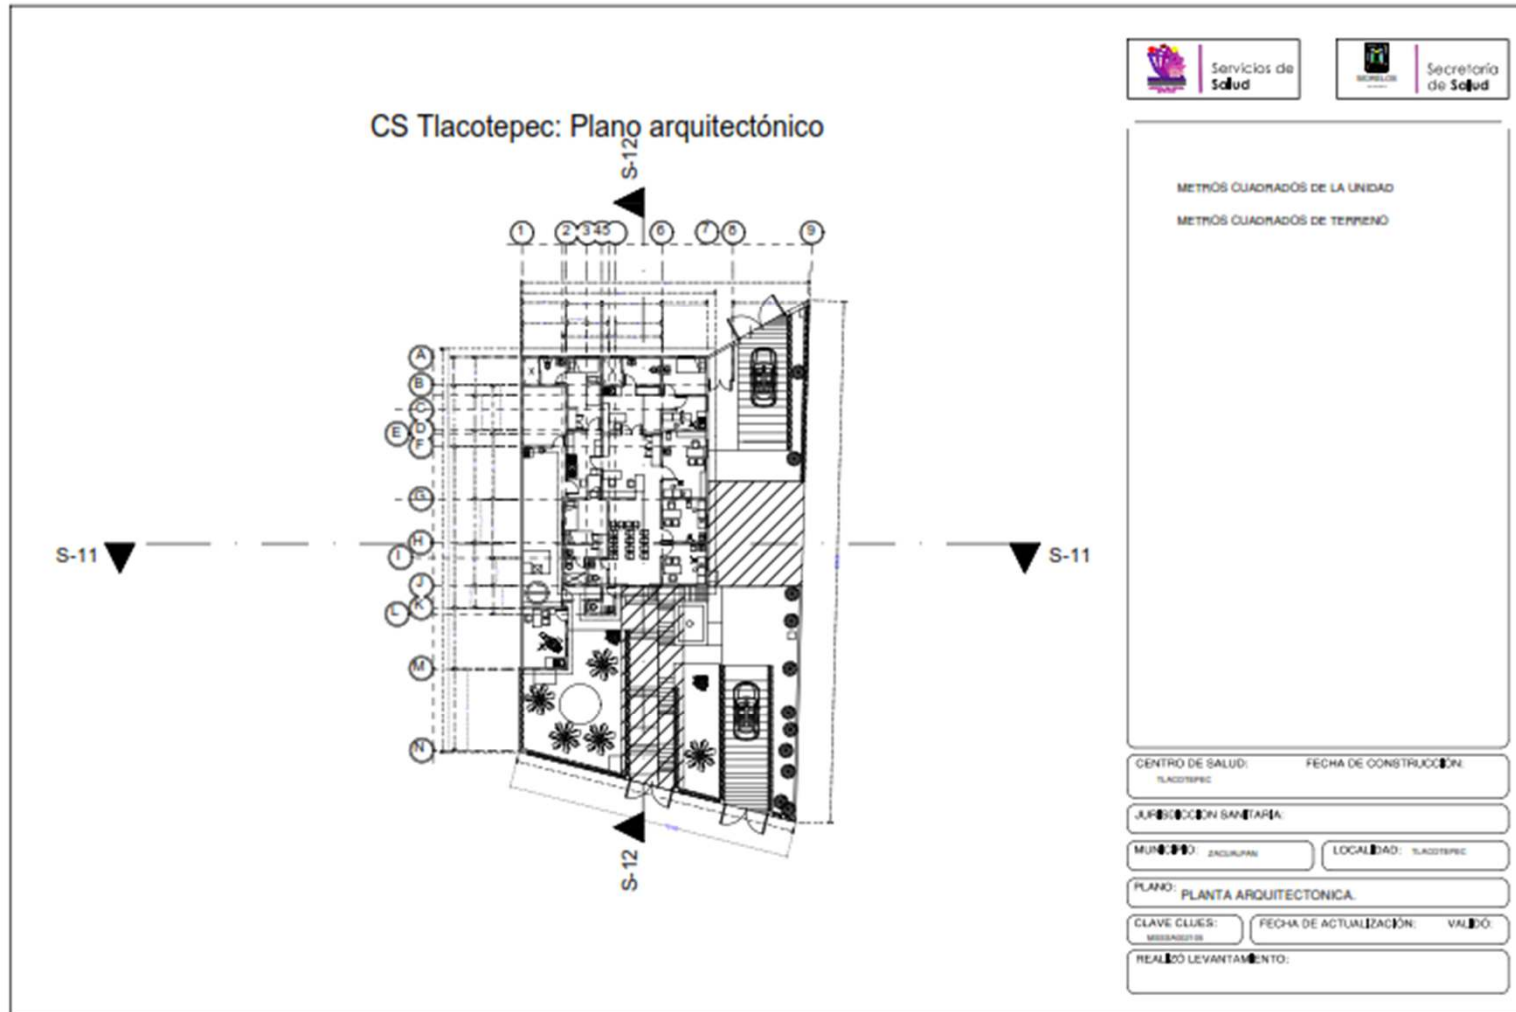 Servicios de
Salud
MORELOS
Secretaría
de Salud
CS Tlacotepec: Plano arquitectónico
S-12
METROS CUADRADOS DE LA UNIDAD
METROS CUADRADOS DE TERRENO
1 2 3 4 5 6 7 8 9
A
B
C
D
E
F
G
H
I
J
K
L
M
N
S-11
S-11
S-12
CENTRO DE SALUD: FECHA DE CONSTRUCCIÓN:
TLACOTEPEC
JURISDICCIÓN SANITARIA:
MUNICIPIO: ZACUALPAN LOCALIDAD: TLACOTEPEC
PLANO: PLANTA ARQUITECTONICA.
CLAVE CLUES: FECHA DE ACTUALIZACIÓN: VALIDÓ:
REALIZÓ LEVANTAMIENTO: